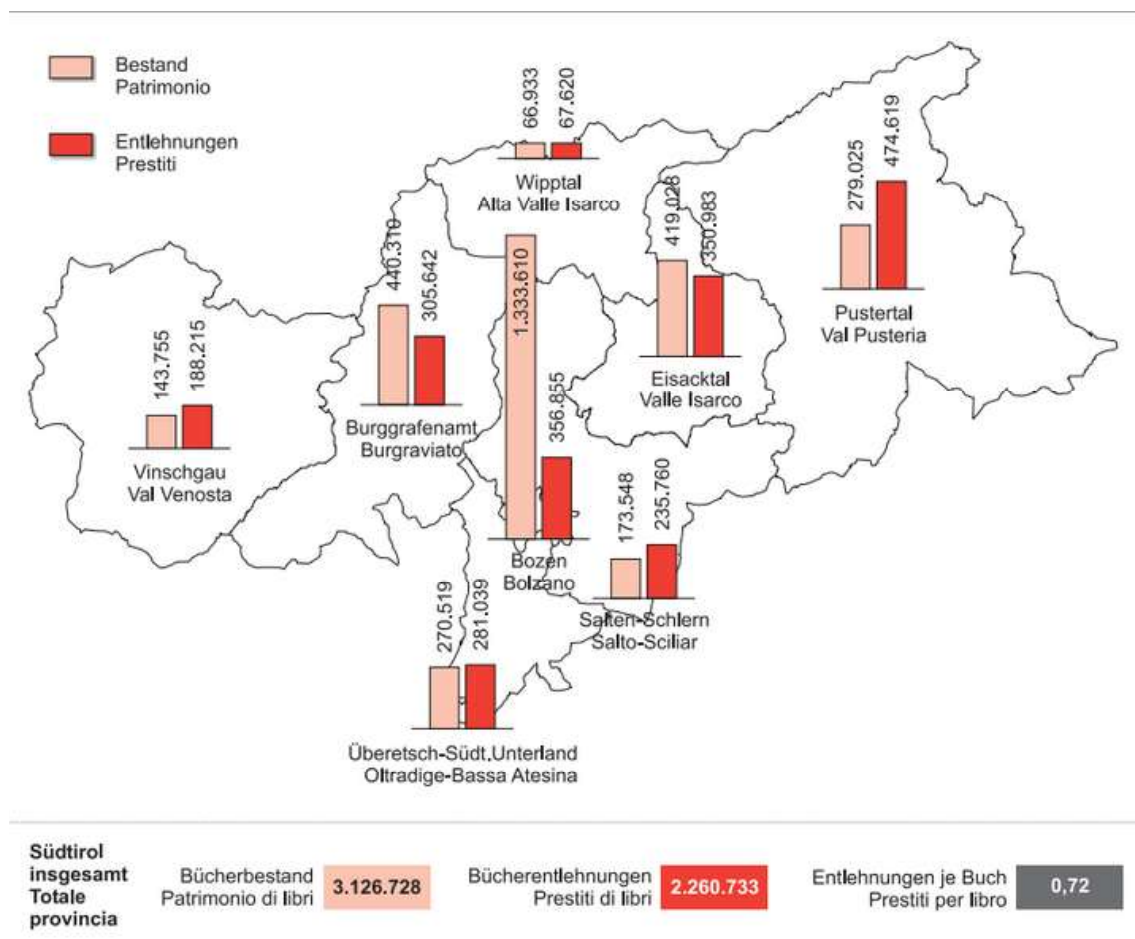 Bestand
Patrimonio
Entlehnungen
Prestiti
66.933
67.620
Wipptal
Alta Valle Isarco
279.025
474.619
Pustertal
Val Pusteria
419.028
350.983
Eisacktal
Valle Isarco
440.310
305.642
Burggrafenamt
Burgraviato
1.333.610
356.855
Bozen
Bolzano
143.755
188.215
Vinschgau
Val Venosta
173.548
235.760
Salten-Schlern
Salto-Sciliar
270.519
281.039
Überetsch-Südt.Unterland
Oltradige-Bassa Atesina
Südtirol
insgesamt
Totale
provincia
Bücherbestand
Patrimonio di libri
3.126.728
Bücherentlehnungen
Prestiti di libri
2.260.733
Entlehnungen je Buch
Prestiti per libro
0,72